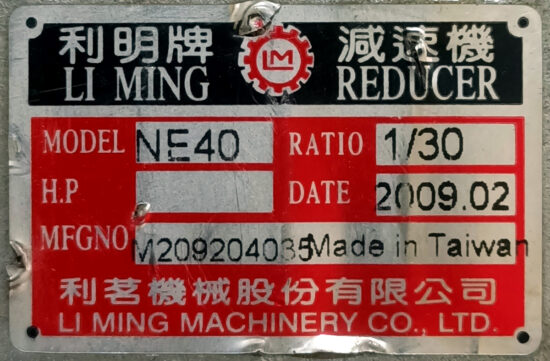 利明牌 LM 減速機
LI MING REDUCER
MODEL NE40 RATIO 1/30
H.P DATE 2009.02
MFGNO M209204035 Made in Taiwan
利茗機械股份有限公司
LI MING MACHINERY CO., LTD.